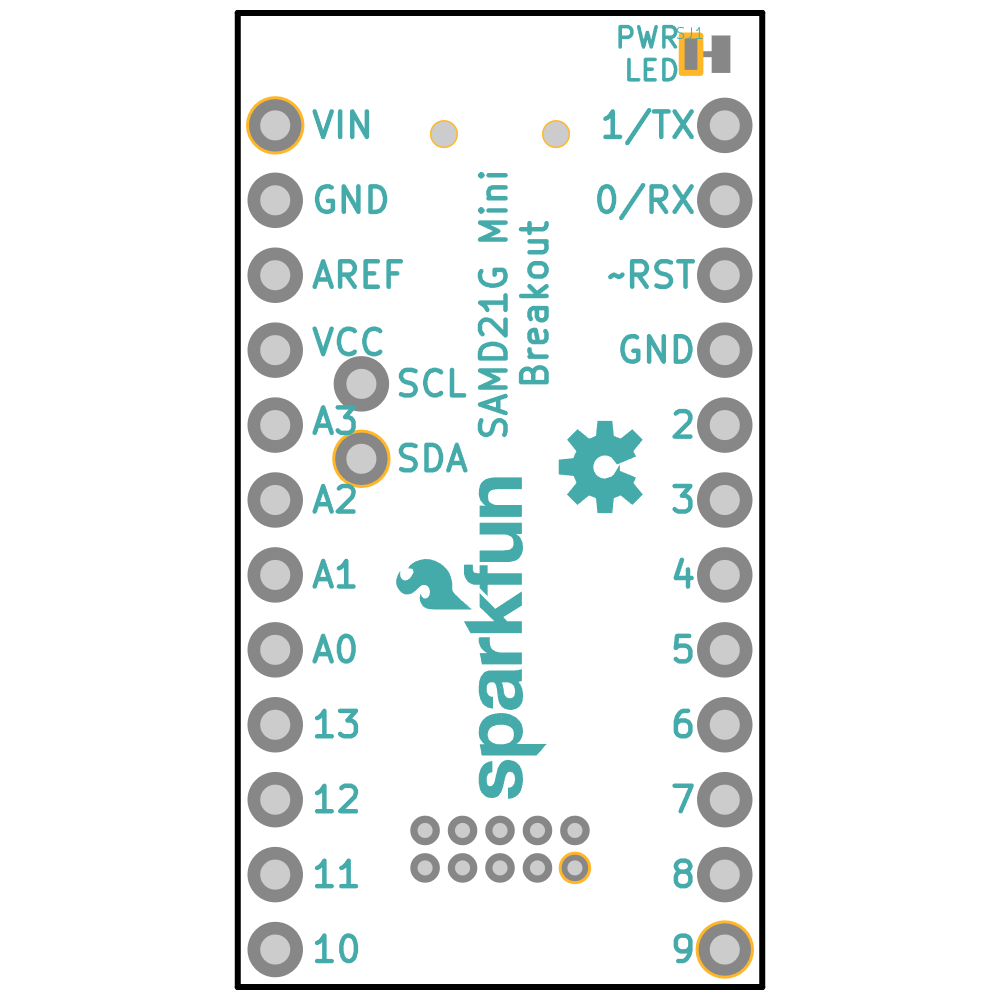 PWR
SJ1
LED
VIN
1/TX
GND
0/RX
AREF
~RST
VCC
GND
SCL
A3
2
SDA
A2
3
A1
4
A0
5
13
6
12
7
11
8
10
9
SAMD21G Mini
Breakout
sparkfun